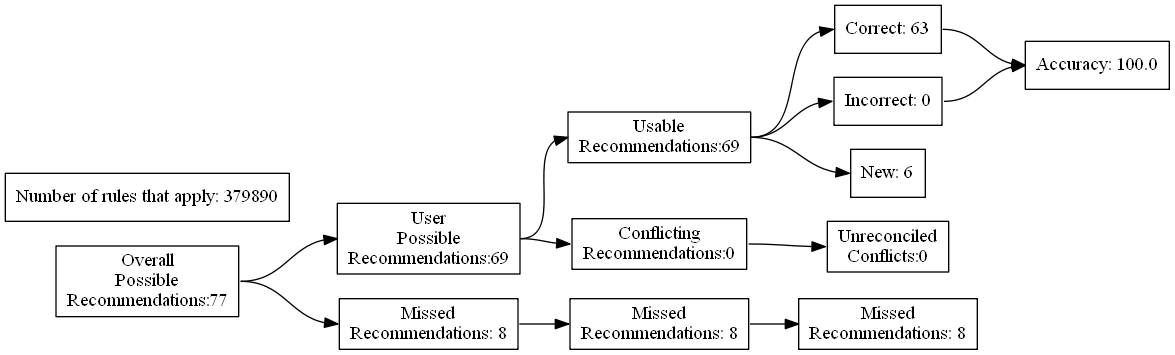 Number of rules that apply: 379890
Overall
Possible
Recommendations:77
User
Possible
Recommendations:69
Missed
Recommendations: 8
Usable
Recommendations:69
Conflicting
Recommendations:0
Missed
Recommendations: 8
Correct: 63
Incorrect: 0
New: 6
Unreconciled
Conflicts:0
Missed
Recommendations: 8
Accuracy: 100.0